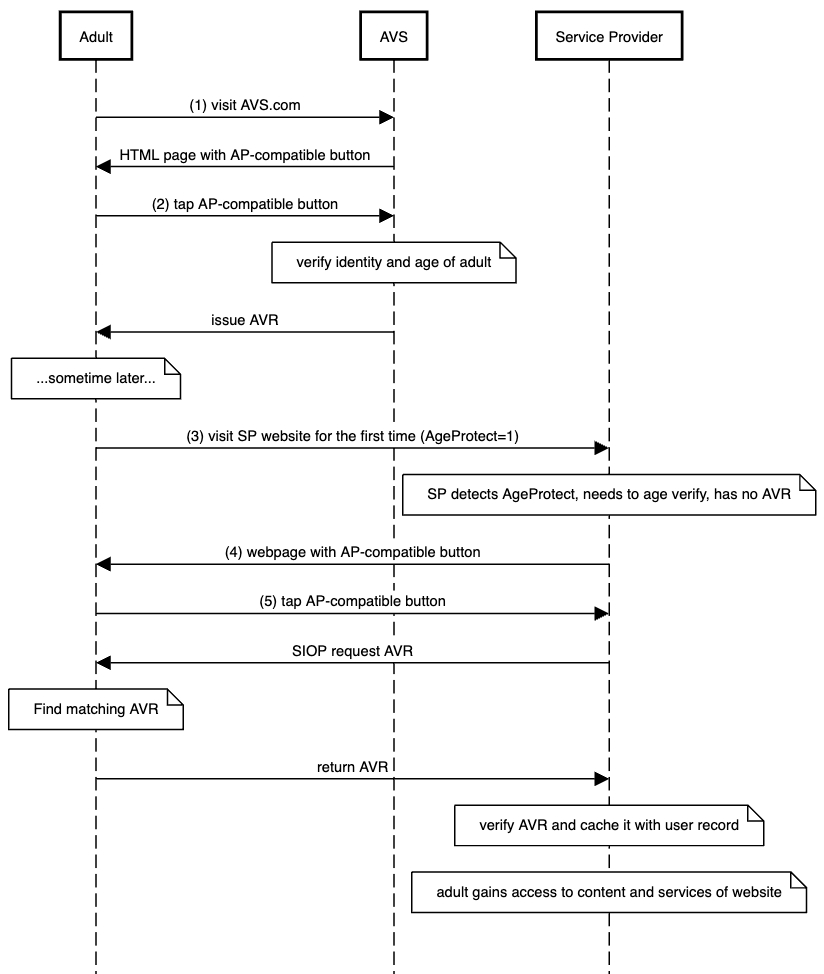 Adult
AVS
Service Provider
(1) visit AVS.com
HTML page with AP-compatible button
(2) tap AP-compatible button
verify identity and age of adult
issue AVR
...sometime later...
(3) visit SP website for the first time (AgeProtect=1)
SP detects AgeProtect, needs to age verify, has no AVR
(4) webpage with AP-compatible button
(5) tap AP-compatible button
SIOP request AVR
Find matching AVR
return AVR
verify AVR and cache it with user record
adult gains access to content and services of website